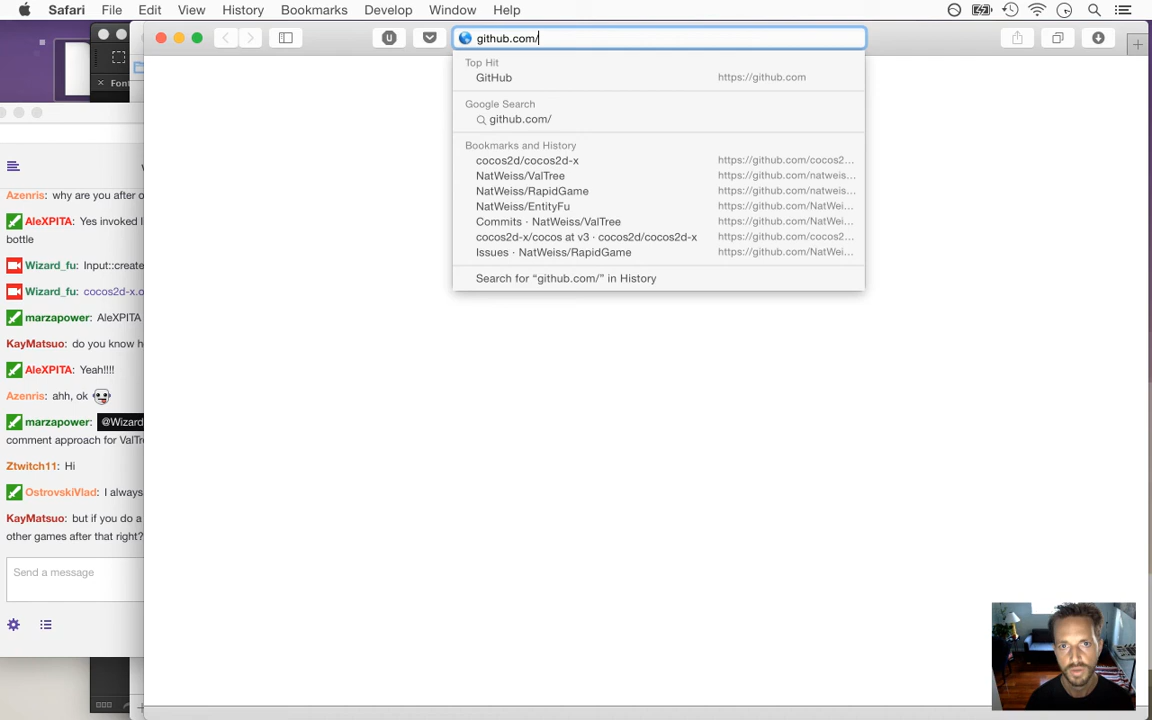 Safari File Edit View History Bookmarks Develop Window Help
github.com/
Top Hit
GitHub https://github.com
Google Search
github.com/
Bookmarks and History
cocos2d/cocos2d-x https://github.com/cocos2...
NatWeiss/ValTree https://github.com/natweis...
NatWeiss/RapidGame https://github.com/natweis...
NatWeiss/EntityFu https://github.com/NatWei...
Commits · NatWeiss/ValTree https://github.com/NatWei...
cocos2d-x/cocos at v3 · cocos2d/cocos2d-x https://github.com/cocos2...
Issues · NatWeiss/RapidGame https://github.com/NatWei...
Search for “github.com/” in History
× Font
Azenris: why are you after o
AleXPITA: Yes invoked
bottle
Wizard_fu: Input::create
Wizard_fu: cocos2d-x.o
marzapower: AleXPITA
KayMatsuo: do you know h
AleXPITA: Yeah!!!!
Azenris: ahh, ok
marzapower: @Wizard
comment approach for ValTr
Ztwitch11: Hi
OstrovskiVlad: I always
KayMatsuo: but if you do a
other games after that right?
Send a message